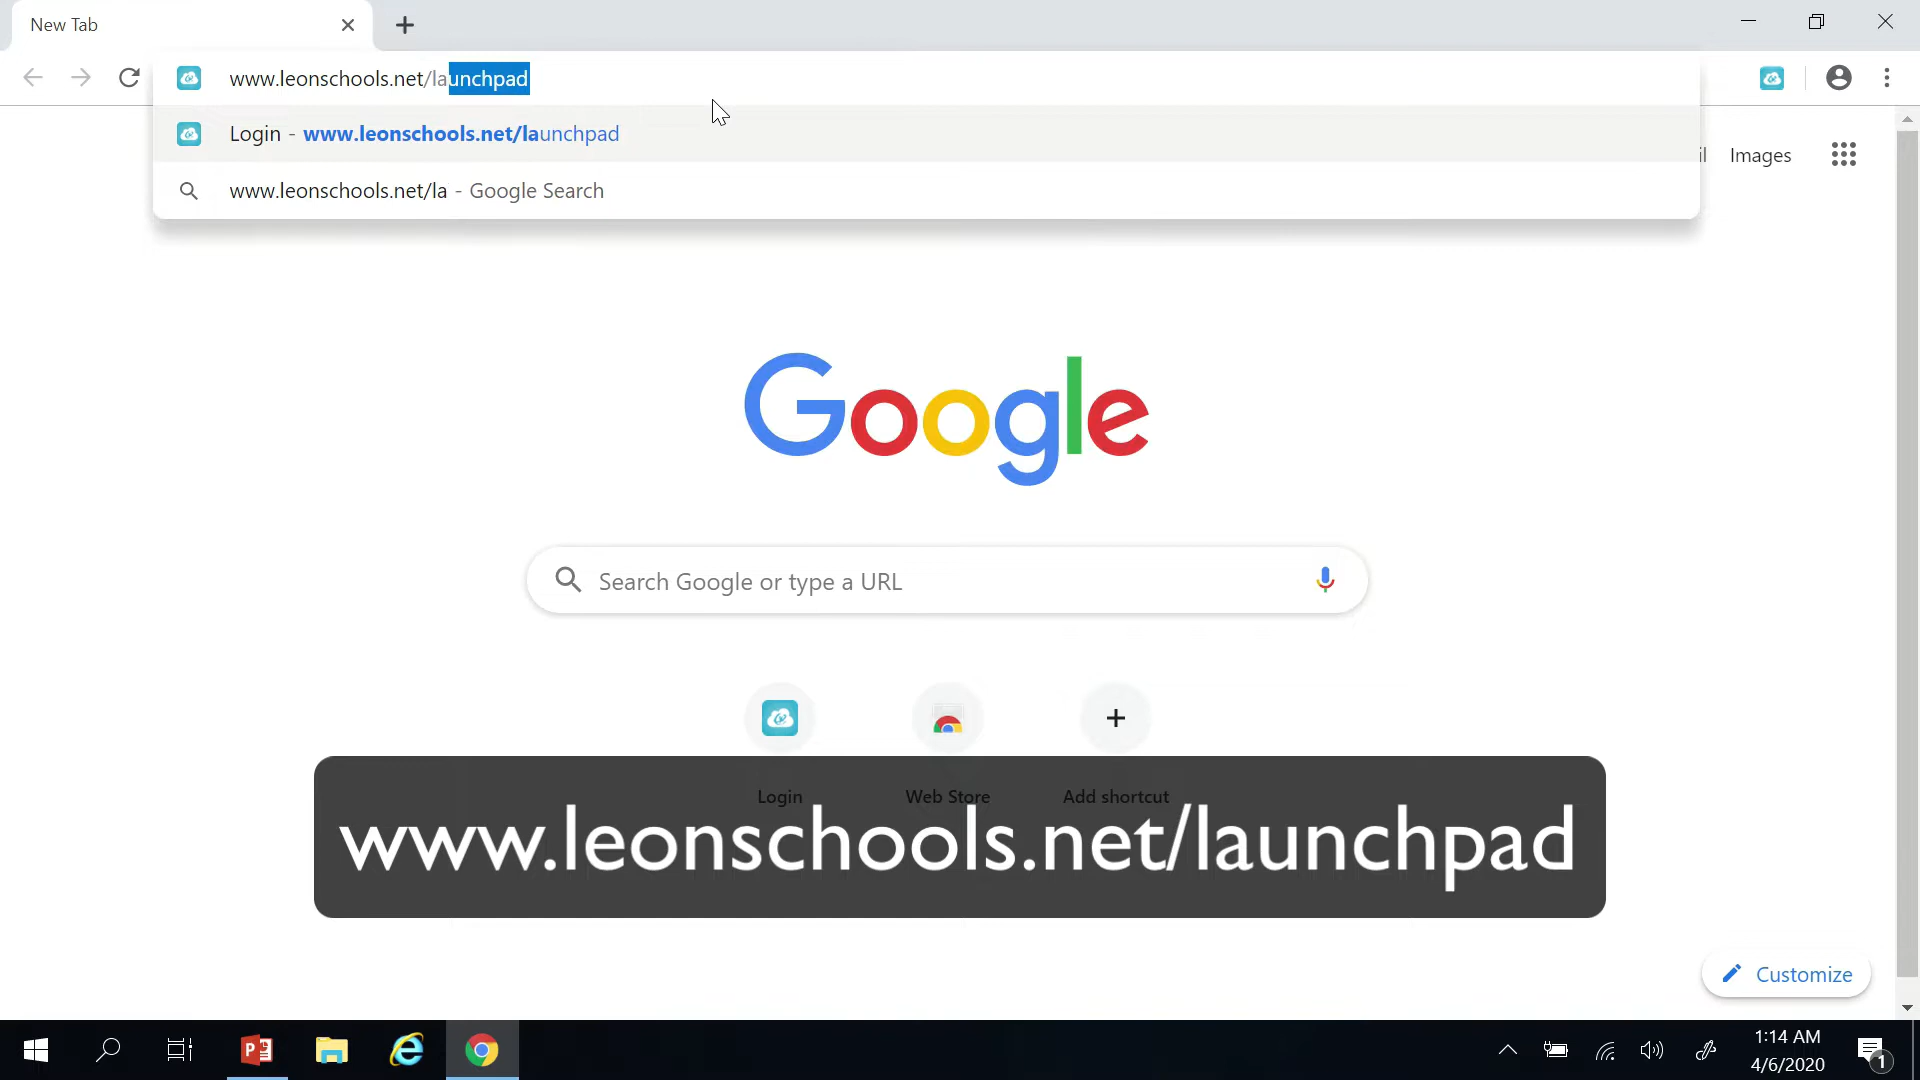 New Tab
www.leonschools.net/launchpad
Login - www.leonschools.net/launchpad
www.leonschools.net/la - Google Search
il Images
Google
Search Google or type a URL
Login Web Store Add shortcut
www.leonschools.net/launchpad
Customize
1:14 AM
4/6/2020
1